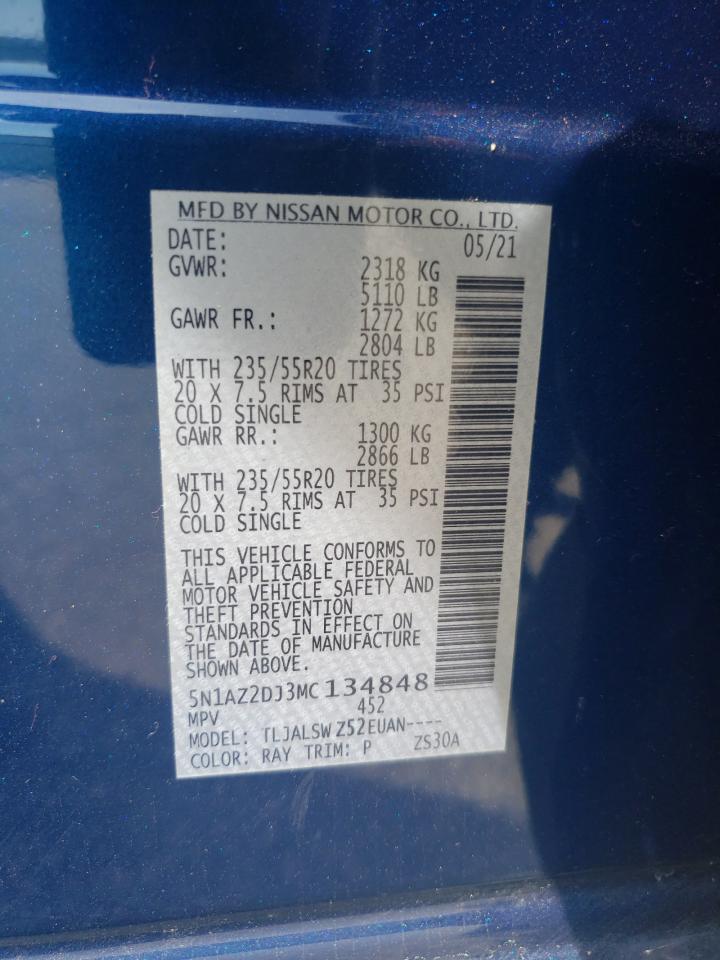 MFD BY NISSAN MOTOR CO., LTD.
DATE: 05/21
GVWR: 2318 KG
5110 LB
GAWR FR.: 1272 KG
2804 LB
WITH 235/55R20 TIRES
20 X 7.5 RIMS AT 35 PSI
COLD SINGLE
GAWR RR.: 1300 KG
2866 LB
WITH 235/55R20 TIRES
20 X 7.5 RIMS AT 35 PSI
COLD SINGLE
THIS VEHICLE CONFORMS TO
ALL APPLICABLE FEDERAL
MOTOR VEHICLE SAFETY AND
THEFT PREVENTION
STANDARDS IN EFFECT ON
THE DATE OF MANUFACTURE
SHOWN ABOVE.
5N1AZ2DJ3MC134848
MPV 452
MODEL: TLJALSW Z52EUAN----
COLOR: RAY TRIM: P ZS30A